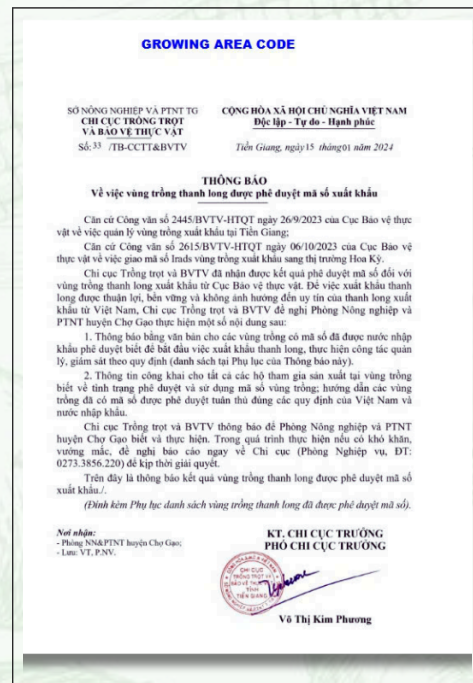 GROWING AREA CODE
SỞ NÔNG NGHIỆP VÀ PTNT TG
CHI CỤC TRỒNG TRỌT
VÀ BẢO VỆ THỰC VẬT
Số: 33 /TB-CCTT&BVTV
CỘNG HÒA XÃ HỘI CHỦ NGHĨA VIỆT NAM
Độc lập - Tự do - Hạnh phúc
Tiền Giang, ngày 15 tháng 01 năm 2024
THÔNG BÁO
Về việc vùng trồng thanh long được phê duyệt mã số xuất khẩu
Căn cứ Công văn số 2445/BVTV-HTQT ngày 26/9/2023 của Cục Bảo vệ thực
vật về việc quản lý vùng trồng xuất khẩu tại Tiền Giang;
Căn cứ Công văn số 2615/BVTV-HTQT ngày 06/10/2023 của Cục Bảo vệ
thực vật về việc giao mã số Irads vùng trồng xuất khẩu sang thị trường Hoa Kỳ.
Chi cục Trồng trọt và BVTV đã nhận được kết quả phê duyệt mã số đối với
vùng trồng thanh long xuất khẩu từ Cục Bảo vệ thực vật. Để việc xuất khẩu thanh
long được thuận lợi, bền vững và không ảnh hưởng đến uy tín của thanh long xuất
khẩu từ Việt Nam, Chi cục Trồng trọt và BVTV đề nghị Phòng Nông nghiệp và
PTNT huyện Chợ Gạo thực hiện một số nội dung sau:
1. Thông báo bằng văn bản cho các vùng trồng có mã số đã được nước nhập
khẩu phê duyệt biết để bắt đầu việc xuất khẩu thanh long, thực hiện công tác quản
lý, giám sát theo quy định (danh sách tại Phụ lục của Thông báo này).
2. Thông tin công khai cho tất cả các hộ tham gia sản xuất tại vùng trồng
biết về tình trạng phê duyệt và sử dụng mã số vùng trồng; hướng dẫn các vùng
trồng đã có mã số được phê duyệt tuân thủ đúng các quy định của Việt Nam và
nước nhập khẩu.
Chi cục Trồng trọt và BVTV thông báo để Phòng Nông nghiệp và PTNT
huyện Chợ Gạo biết và thực hiện. Trong quá trình thực hiện nếu có khó khăn,
vướng mắc, đề nghị báo cáo ngay về Chi cục (Phòng Nghiệp vụ, ĐT:
0273.3856.220) để kịp thời giải quyết.
Trên đây là thông báo kết quả vùng trồng thanh long được phê duyệt mã số
xuất khẩu./.
(Đính kèm Phụ lục danh sách vùng trồng thanh long đã được phê duyệt mã số).
Nơi nhận:
- Phòng NN&PTNT huyện Chợ Gạo;
- Lưu: VT, P.NV.
KT. CHI CỤC TRƯỞNG
PHÓ CHI CỤC TRƯỞNG
CHI CỤC
TRỒNG TRỌT VÀ
BẢO VỆ THỰC VẬT
TỈNH
TIỀN GIANG
Võ Thị Kim Phương